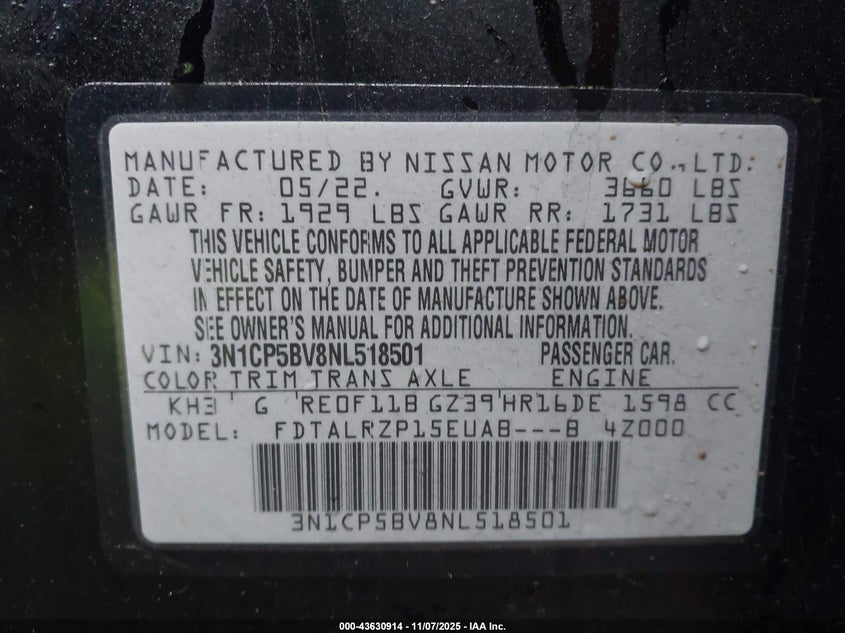 MANUFACTURED BY NISSAN MOTOR CO., LTD.
DATE: 05/22. GVWR: 3660 LBS
GAWR FR: 1929 LBS GAWR RR: 1731 LBS
THIS VEHICLE CONFORMS TO ALL APPLICABLE FEDERAL MOTOR
VEHICLE SAFETY, BUMPER AND THEFT PREVENTION STANDARDS
IN EFFECT ON THE DATE OF MANUFACTURE SHOWN ABOVE.
SEE OWNER'S MANUAL FOR ADDITIONAL INFORMATION.
VIN: 3N1CP5BV8NL518501 PASSENGER CAR.
COLOR TRIM TRANS AXLE ENGINE
KH3 G RE0F11B GZ39 HR16DE 1598 CC
MODEL: FDTALRZP15EUAB---B 4Z000
3N1CP5BV8NL518501
000-43630914 - 11/07/2025 - IAA Inc.